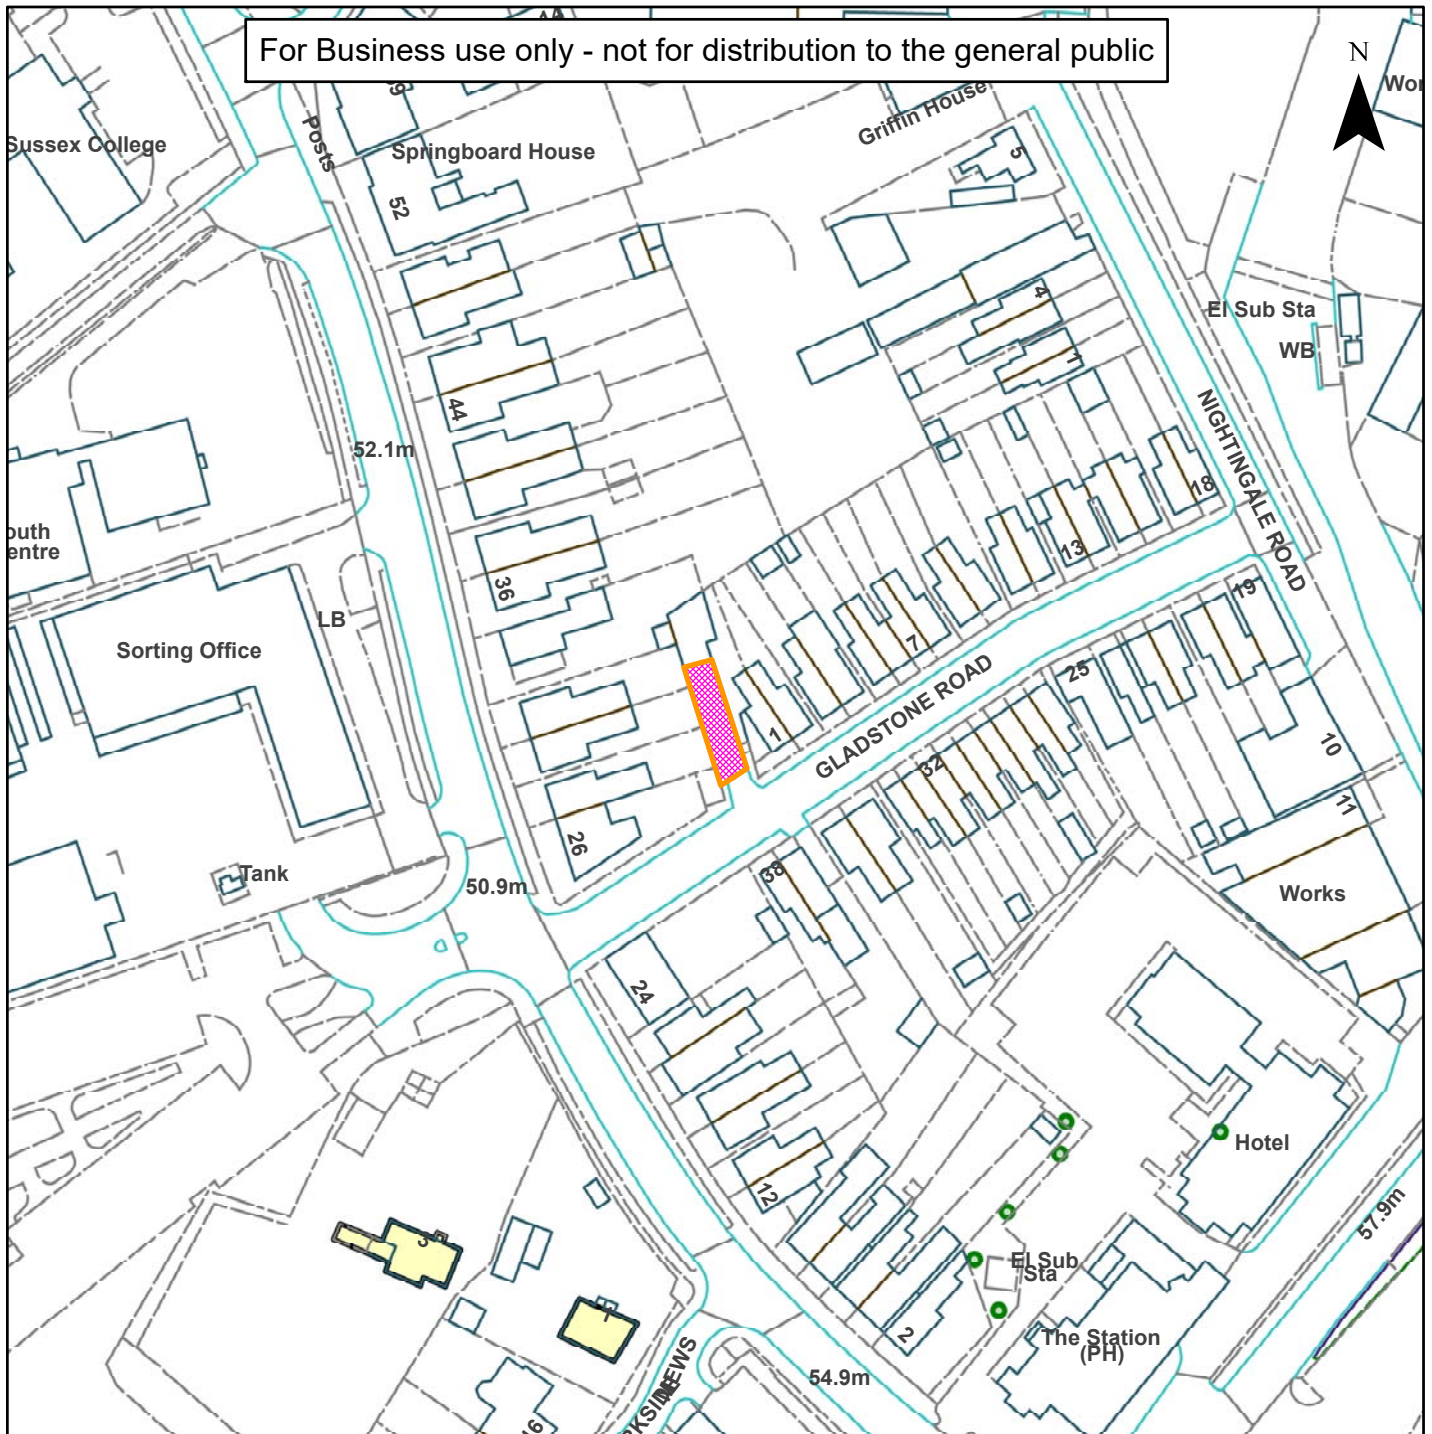 For Business use only - not for distribution to the general public
N
Sussex College
Posts
Springboard House
Griffin House
52
5
4
1
El Sub Sta
WB
44
52.1m
NIGHTINGALE ROAD
18
13
36
LB
Sorting Office
7
19
GLADSTONE ROAD
25
1
32
10
11
26
38
Tank
50.9m
Works
24
Hotel
12
57.9m
3
El Sub
Sta
2
The Station
(PH)
54.9m
MEWS
16